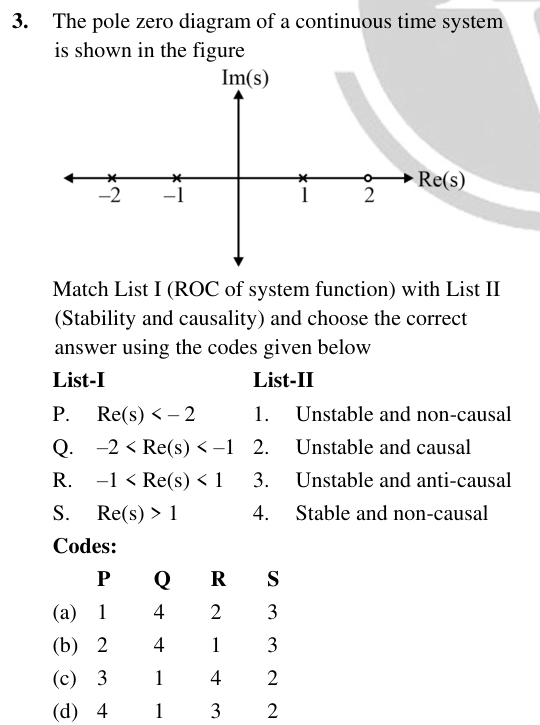 3. The pole zero diagram of a continuous time system
is shown in the figure
Im(s)
Re(s)
–2 –1 1 2
Match List I (ROC of system function) with List II
(Stability and causality) and choose the correct
answer using the codes given below
List-I List-II
P. Re(s) < – 2 1. Unstable and non-causal
Q. –2 < Re(s) < –1 2. Unstable and causal
R. –1 < Re(s) < 1 3. Unstable and anti-causal
S. Re(s) > 1 4. Stable and non-causal
Codes:
P Q R S
(a) 1 4 2 3
(b) 2 4 1 3
(c) 3 1 4 2
(d) 4 1 3 2